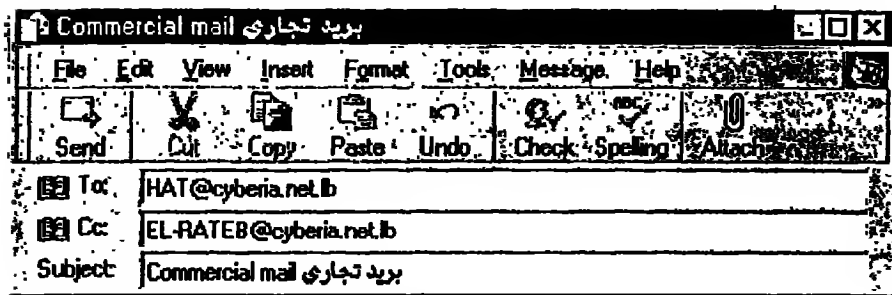 Commercial mail بريد تجاري
File Edit View Insert Format Tools Message Help
Send Cut Copy Paste Undo Check Spelling Attach
To: HAT@cyberia.net.lb
Cc: EL-RATEB@cyberia.net.lb
Subject: Commercial mail بريد تجاري